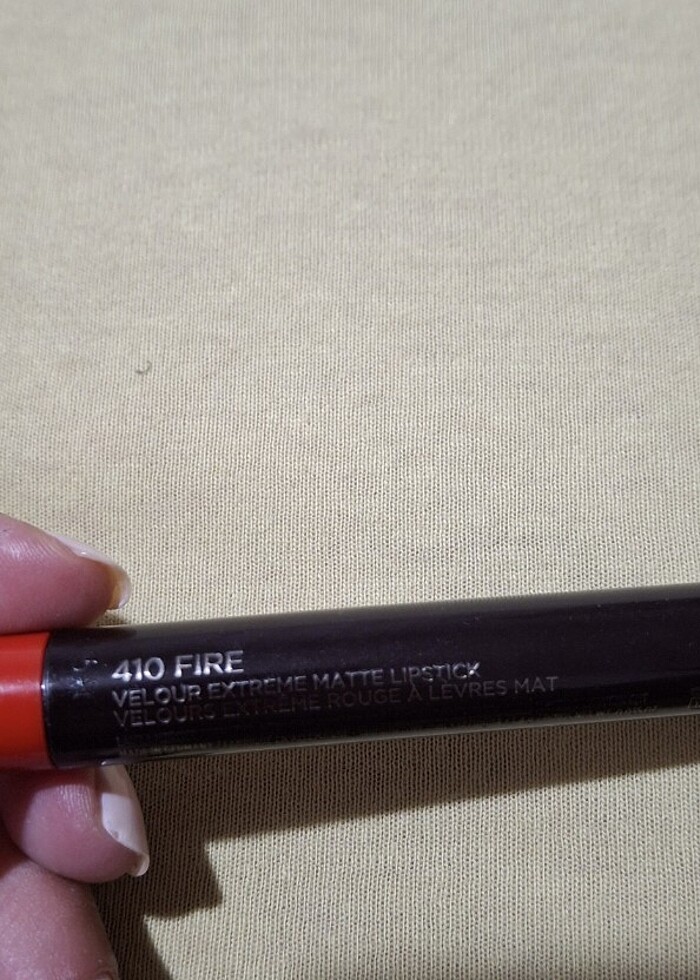 410 FIRE
VELOUR EXTREME MATTE LIPSTICK
VELOURS EXTRÊME ROUGE À LÈVRES MAT